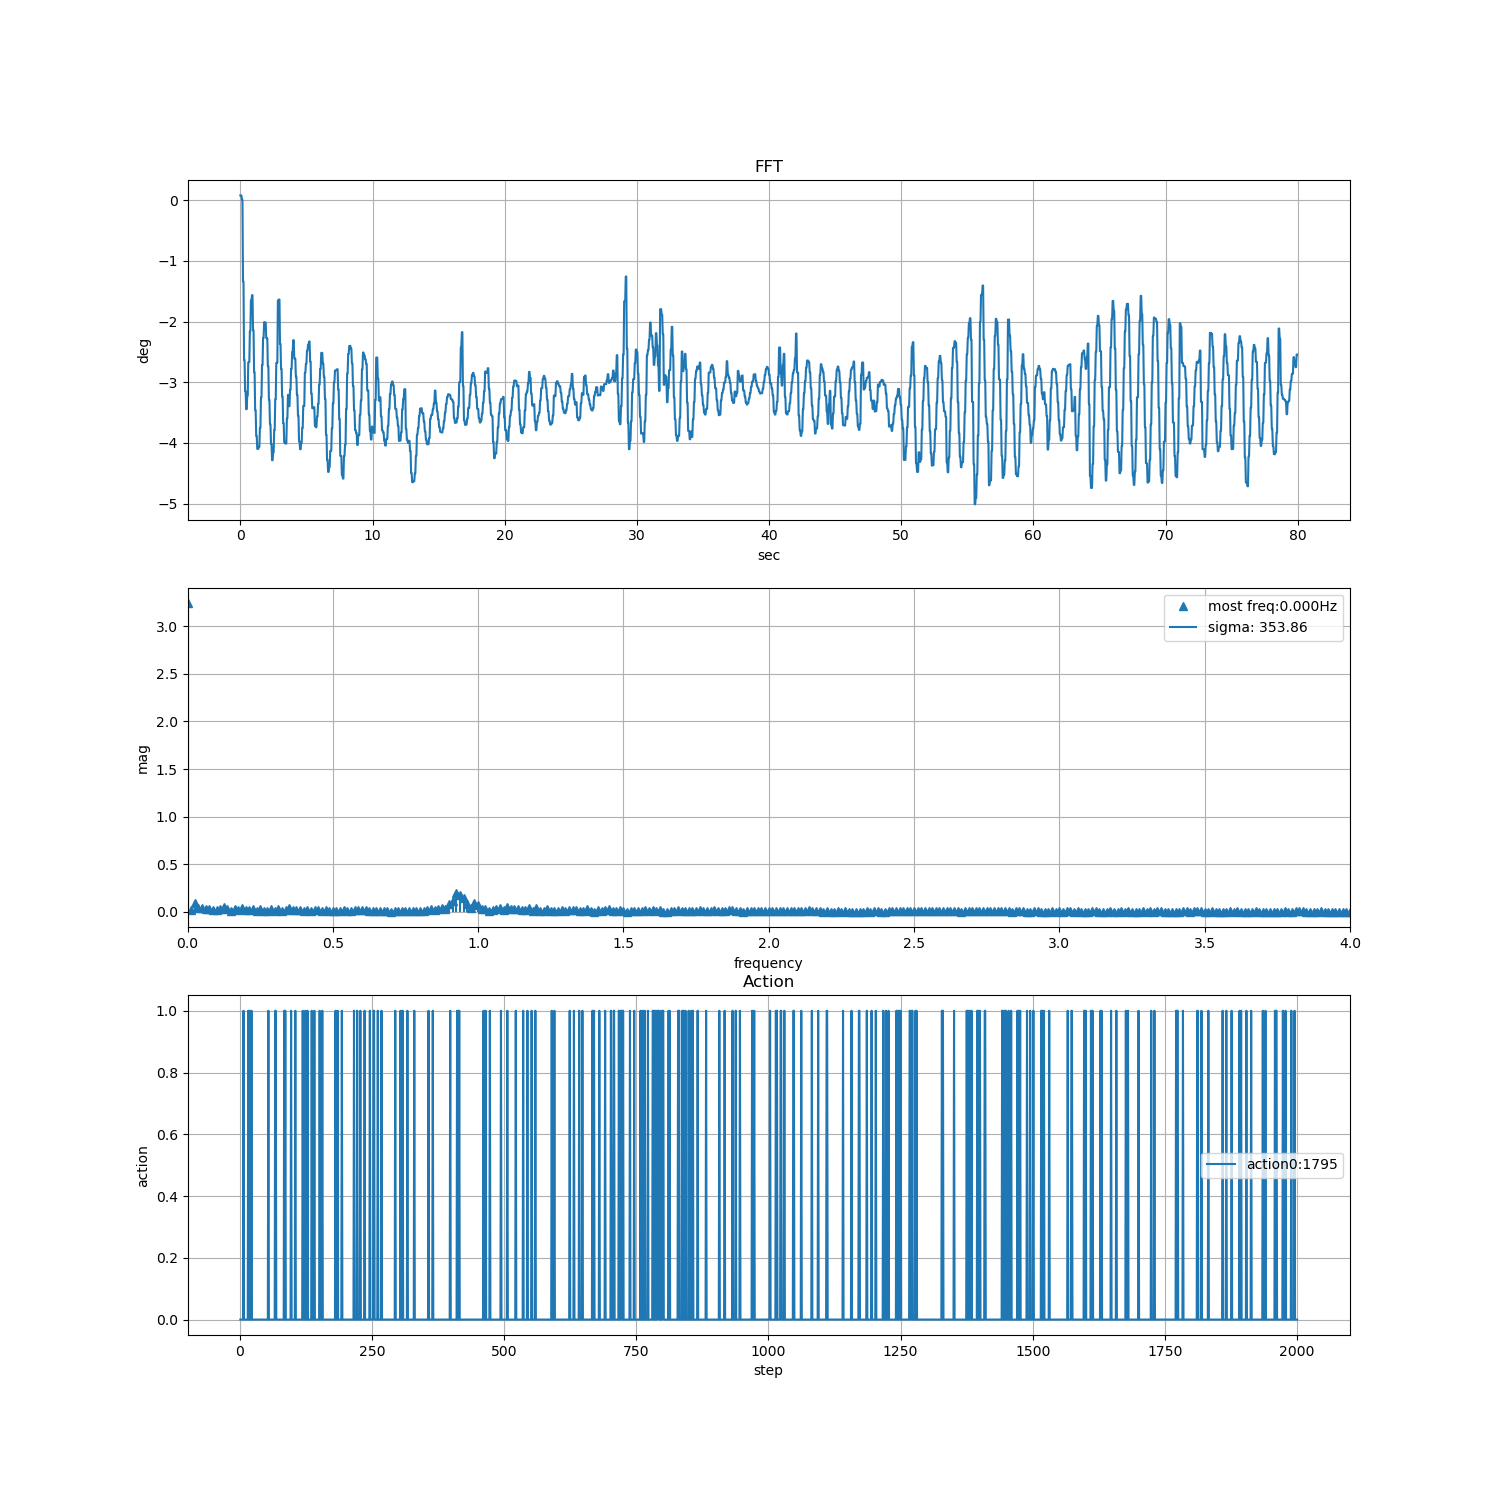 FFT
0
−1
−2
−3
−4
−5
deg
0 10 20 30 40 50 60 70 80
sec
most freq:0.000Hz
sigma: 353.86
3.0
2.5
2.0
1.5
1.0
0.5
0.0
mag
0.0 0.5 1.0 1.5 2.0 2.5 3.0 3.5 4.0
frequency
Action
1.0
0.8
0.6
0.4
0.2
0.0
action
action0:1795
0 250 500 750 1000 1250 1500 1750 2000
step